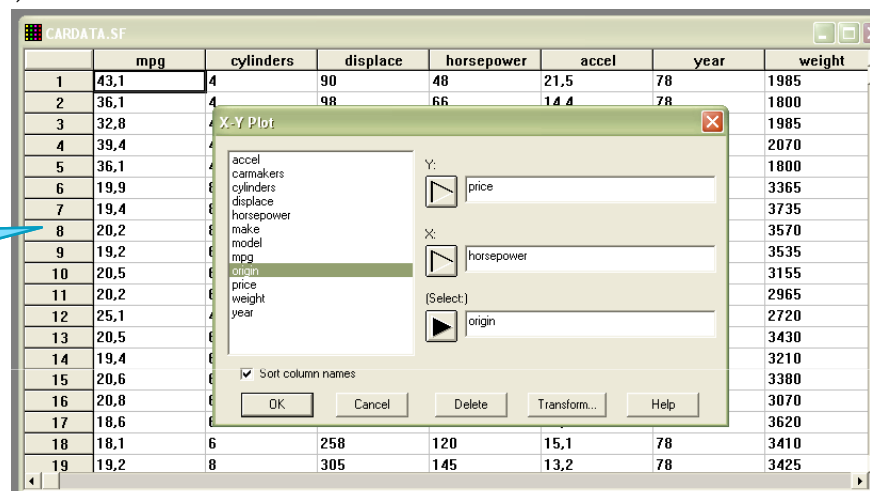 CARDATA.SF
mpg cylinders displace horsepower accel year weight
1 43,1 4 90 48 21,5 78 1985
2 36,1 4 98 66 14,4 78 1800
3 32,8 1985
4 39,4 2070
5 36,1 1800
6 19,9 3365
7 19,4 3735
8 20,2 3570
9 19,2 3535
10 20,5 3155
11 20,2 2965
12 25,1 2720
13 20,5 3430
14 19,4 3210
15 20,6 3380
16 20,8 3070
17 18,6 3620
18 18,1 6 258 120 15,1 78 3410
19 19,2 8 305 145 13,2 78 3425
X-Y Plot
accel
carmakers
cylinders
displace
horsepower
make
model
mpg
origin
price
weight
year
Y:
price
X:
horsepower
(Select:)
origin
Sort column names
OK Cancel Delete Transform... Help